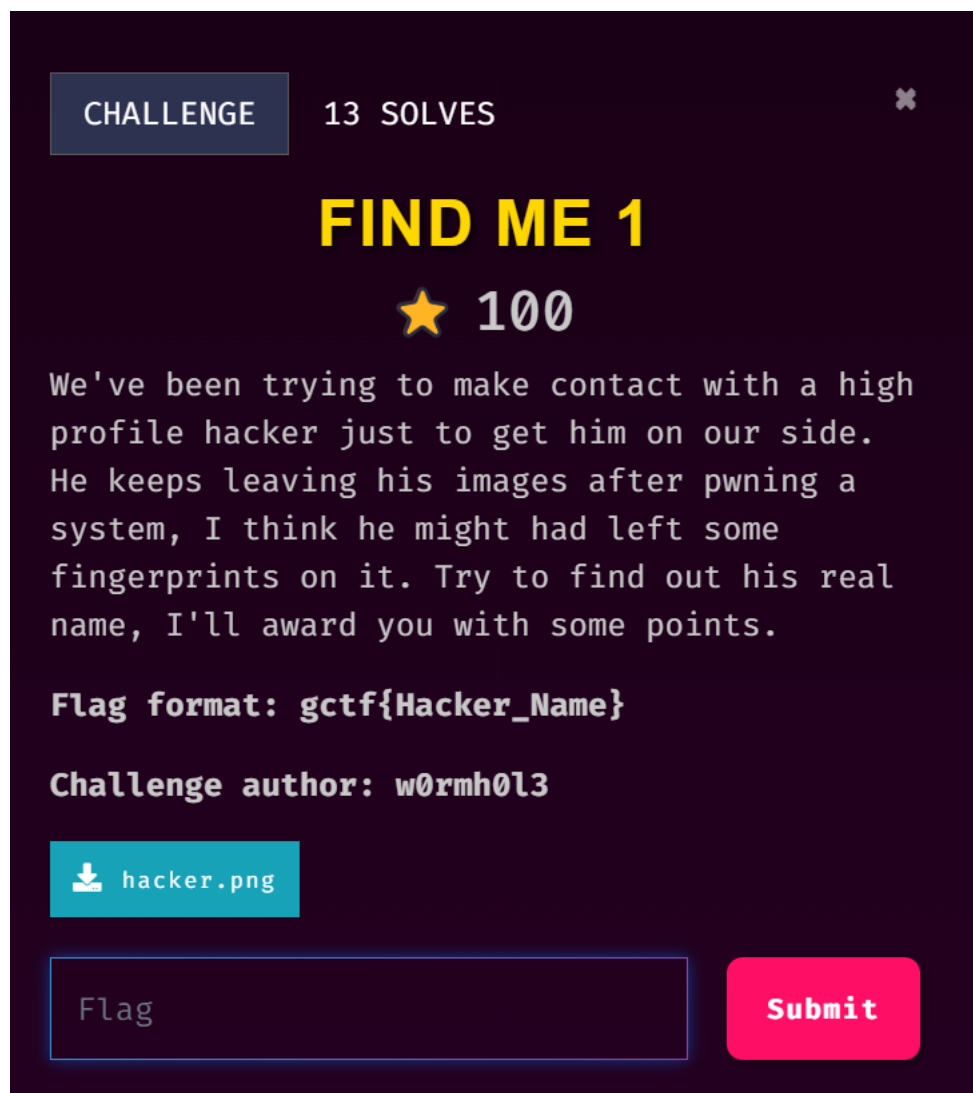 CHALLENGE 13 SOLVES ✖
FIND ME 1
⭐ 100
We've been trying to make contact with a high
profile hacker just to get him on our side.
He keeps leaving his images after pwning a
system, I think he might had left some
fingerprints on it. Try to find out his real
name, I'll award you with some points.
Flag format: gctf{Hacker_Name}
Challenge author: w0rmh0l3
hacker.png
Flag Submit